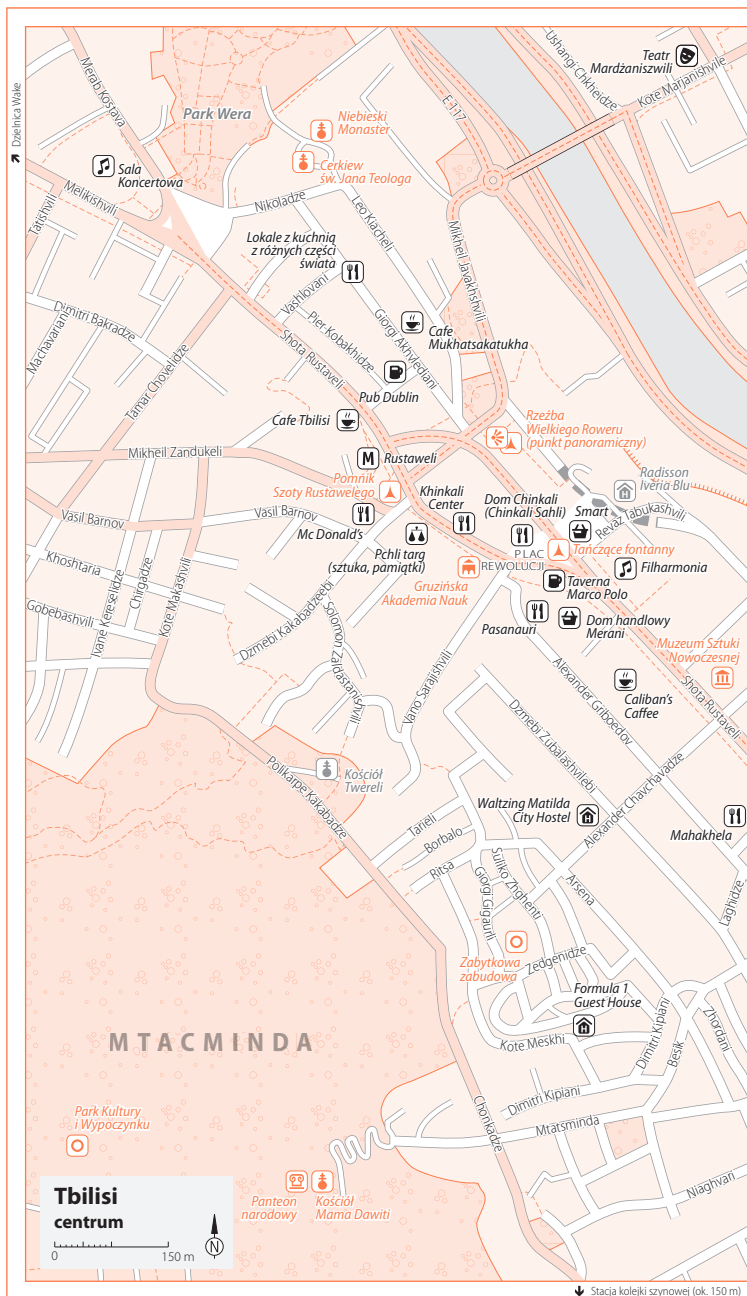 Teatr
Mardżaniszwili
Ushangi Chkheidze
Kote Marjanishvile
Merab Kostava
E 117
Dzielnica Wake
Park Wera
Niebieski
Monaster
Cerkiew
św. Jana Teologa
Sala
Koncertowa
Melikishvili
Tatishvili
Nikoladze
Leo Kiacheli
Mikheil Javakhshvili
Lokale z kuchnią
z różnych części
świata
Vashlovani
Dimitri Bakradze
Machavariani
Pier Kobakhidze
Giorgi Akhvlediani
Cafe
Mukhatsakatukha
Shota Rustaveli
Tamar Chovelidze
Pub Dublin
Cafe Tbilisi
Rzeźba
Wielkiego Roweru
(punkt panoramiczny)
Mikheil Zandukeli
M
Rustaweli
Pomnik
Szoty Rustawelego
Radisson
Iveria Blu
Khinkali
Center
Dom Chinkali
(Chinkali Sahli)
Smart
Revaz Tabukashvili
Vasil Barnov
Vasil Barnov
Mc Donald's
Pchli targ
(sztuka, pamiątki)
PLAC
REWOLUCJI
Tańczące fontanny
Filharmonia
Khoshtaria
Chirgadze
Gruzińska
Akademia Nauk
Taverna
Marco Polo
Gobebashvili
Ivane Kereselidze
Kote Makashvili
Dzmebi Kakabadzeebi
Solomon Zaldastanishvili
Pasanauri
Dom handlowy
Merani
Muzeum Sztuki
Nowoczesnej
Vano Sarajishvili
Alexander Griboedov
Caliban's
Caffee
Shota Rustaveli
Dzmebi Zubalashvilebi
Polikarpe Kakabadze
Kościół
Twereli
Alexander Chavchavadze
Waltzing Matilda
City Hostel
Mahakhela
Tarieli
Borbalo
Ritsa
Suliko Zhghenti
Giorgi Gigaurli
Arsena
Laghidze
Zabytkowa
zabudowa
Zedgenidze
Formula 1
Guest House
MTACMINDA
Kote Meskhi
Dimitri Kipiani
Besik
Zhordani
Dimitri Kipiani
Mtatsminda
Chonkadze
Park Kultury
i Wypoczynku
Panteon
narodowy
Kościół
Mama Dawiti
Niaghvari
Tbilisi
centrum
0 150 m
N
Stacja kolejki szynowej (ok. 150 m)